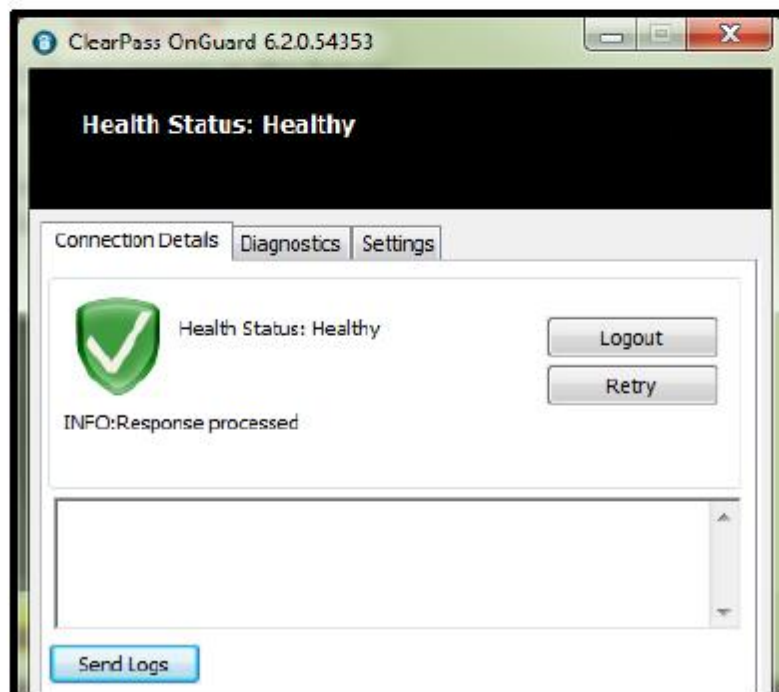 ClearPass OnGuard 6.2.0.54353
Health Status: Healthy
Connection Details Diagnostics Settings
Health Status: Healthy
Logout
Retry
INFO:Response processed
Send Logs